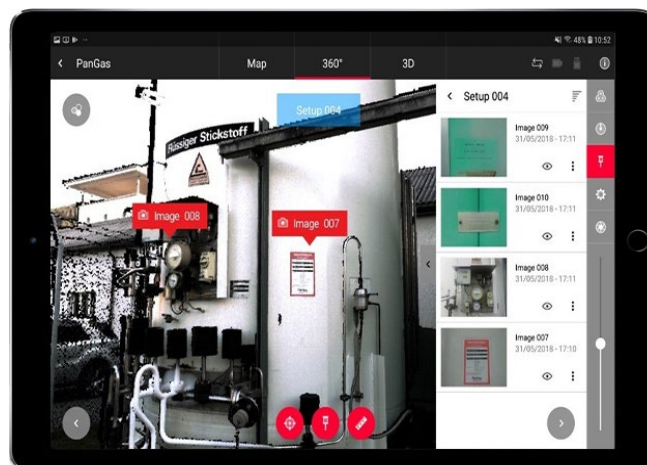 48% 10:52
PanGas
Map
360°
3D
Setup 004
Setup 004
Flüssiger Stickstoff
Image 008
Image 007
Image 009
31/05/2018 - 17:11
Image 010
31/05/2018 - 17:11
Image 008
31/05/2018 - 17:11
Image 007
31/05/2018 - 17:10